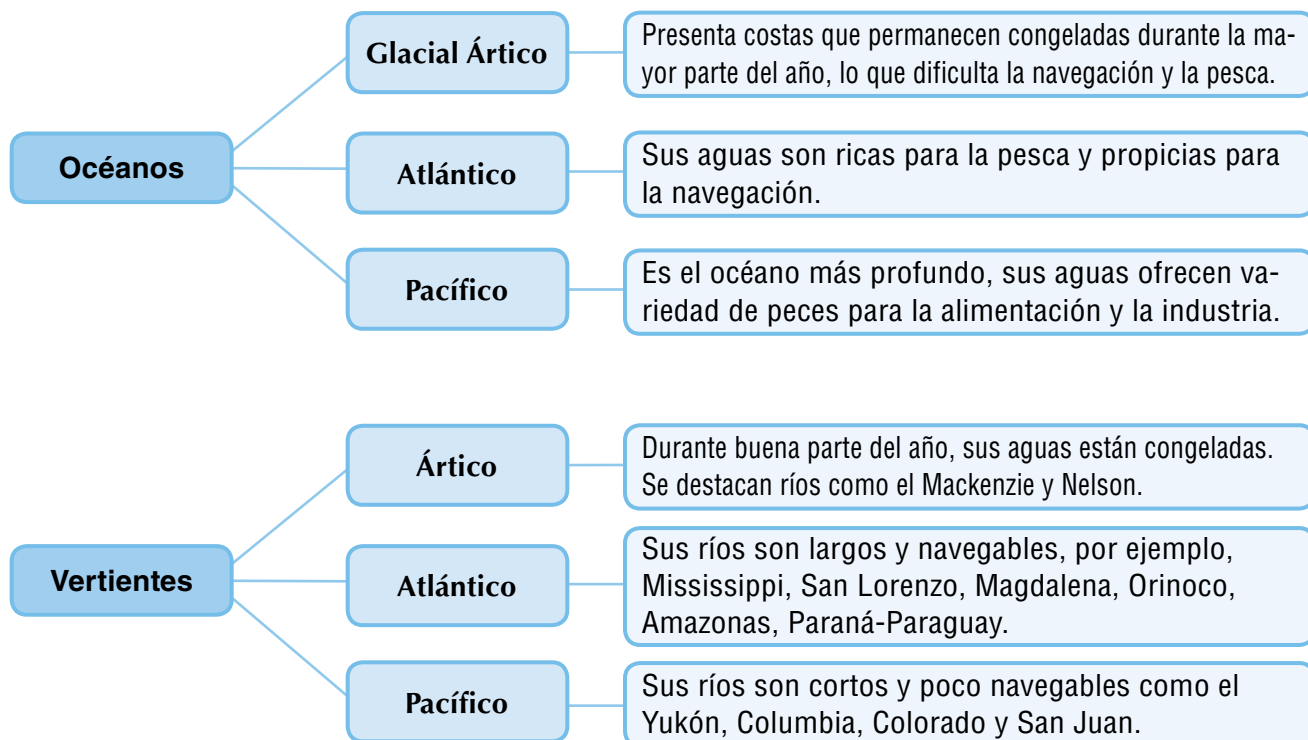 Océanos
Glacial Ártico
Presenta costas que permanecen congeladas durante la ma-
yor parte del año, lo que dificulta la navegación y la pesca.
Atlántico
Sus aguas son ricas para la pesca y propicias para
la navegación.
Pacífico
Es el océano más profundo, sus aguas ofrecen va-
riedad de peces para la alimentación y la industria.
Vertientes
Ártico
Durante buena parte del año, sus aguas están congeladas.
Se destacan ríos como el Mackenzie y Nelson.
Atlántico
Sus ríos son largos y navegables, por ejemplo,
Mississippi, San Lorenzo, Magdalena, Orinoco,
Amazonas, Paraná-Paraguay.
Pacífico
Sus ríos son cortos y poco navegables como el
Yukón, Columbia, Colorado y San Juan.